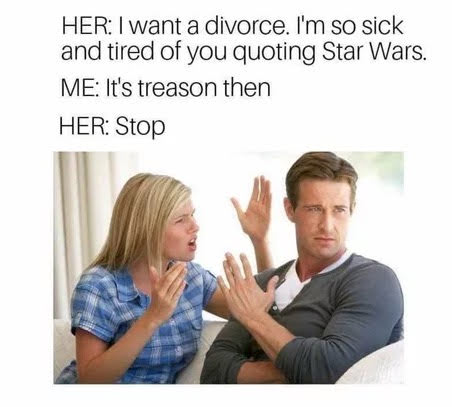 HER: I want a divorce. I'm so sick
and tired of you quoting Star Wars.
ME: It's treason then
HER: Stop